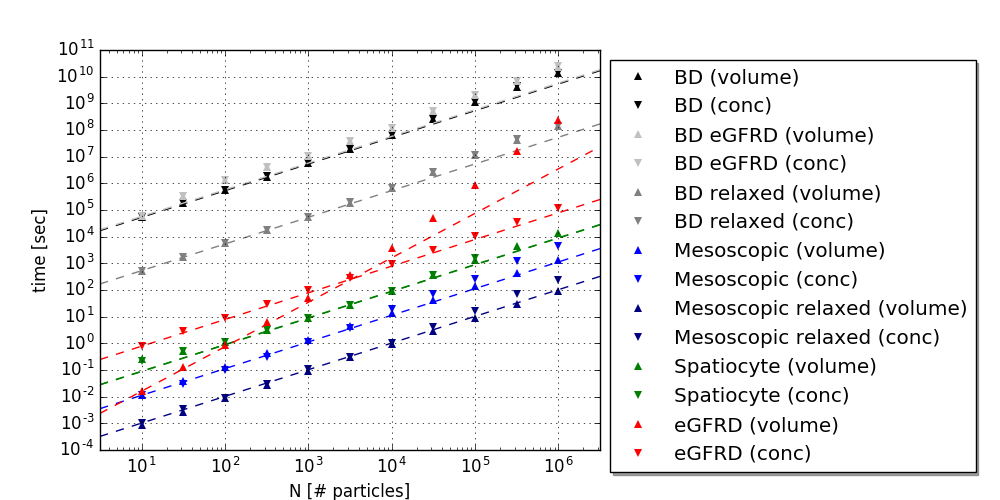 10^11
10^10
10^9
10^8
10^7
10^6
10^5
10^4
10^3
10^2
10^1
10^0
10^-1
10^-2
10^-3
10^-4
time [sec]
10^1 10^2 10^3 10^4 10^5 10^6
N [# particles]
BD (volume)
BD (conc)
BD eGFRD (volume)
BD eGFRD (conc)
BD relaxed (volume)
BD relaxed (conc)
Mesoscopic (volume)
Mesoscopic (conc)
Mesoscopic relaxed (volume)
Mesoscopic relaxed (conc)
Spatiocyte (volume)
Spatiocyte (conc)
eGFRD (volume)
eGFRD (conc)